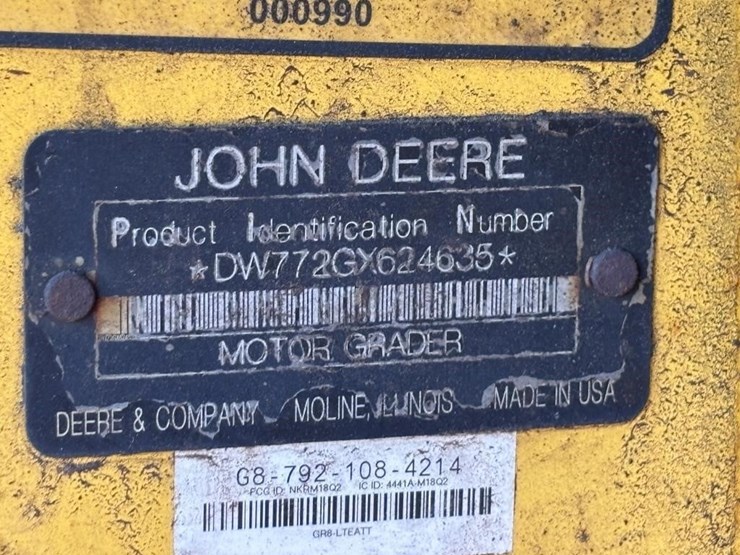 000990
JOHN DEERE
Product Identification Number
*DW772GX624635*
MOTOR GRADER
DEERE & COMPANY MOLINE, ILLINOIS MADE IN USA
G8-792-108-4214
FCC ID: NKRM18Q2 IC ID: 4441A-M18Q2
GR8-LTEATT